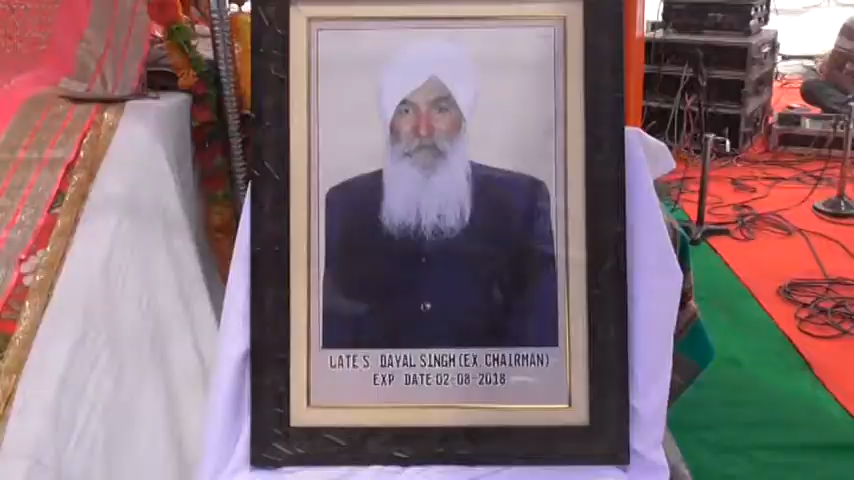 LATE S. DAYAL SINGH (EX. CHAIRMAN)
EXP DATE 02-08-2018